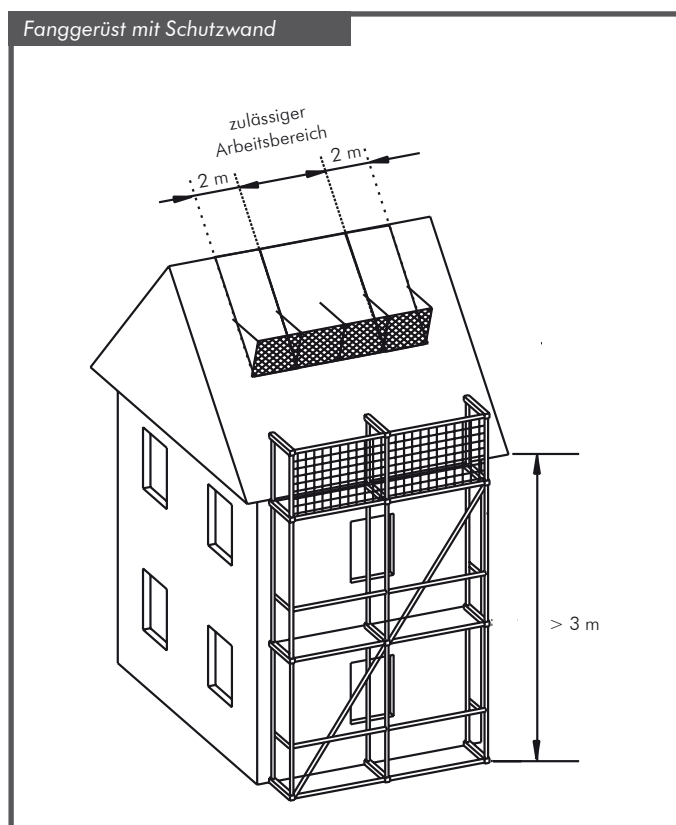 Fanggerüst mit Schutzwand
zulässiger
Arbeitsbereich
2 m
2 m
> 3 m